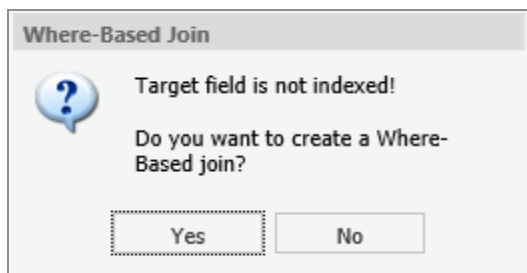 Where-Based Join
Target field is not indexed!
Do you want to create a Where-
Based join?
Yes No